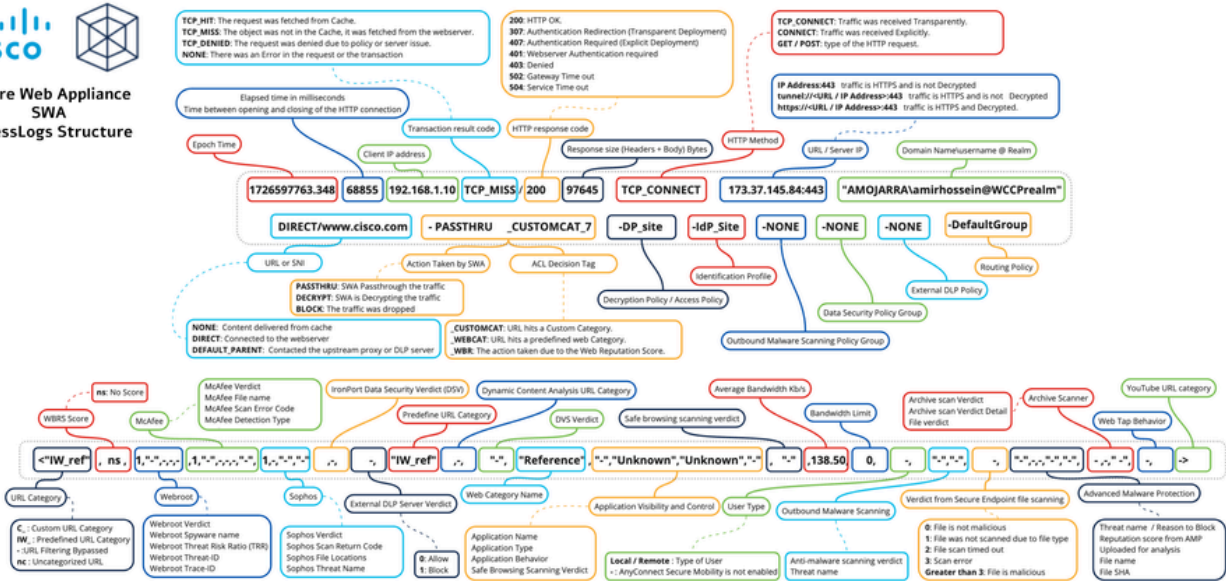 CISCO
re Web Appliance
SWA
essLogs Structure
TCP_HIT: The request was fetched from Cache.
TCP_MISS: The object was not in the Cache, it was fetched from the webserver.
TCP_DENIED: The request was denied due to policy or server issue.
NONE: There was an Error in the request or the transaction
200: HTTP OK.
307: Authentication Redirection (Transparent Deployment)
407: Authentication Required (Explicit Deployment)
401: Webserver Authentication required
403: Denied
502: Gateway Time out
504: Service Time out
TCP_CONNECT: Traffic was received Transparently.
CONNECT: Traffic was received Explicitly.
GET / POST: type of the HTTP request.
IP Address:443 traffic is HTTPS and is not Decrypted
tunnel://<URL / IP Address>:443 traffic is HTTPS and is not Decrypted
https://<URL / IP Address>:443 traffic is HTTPS and Decrypted.
Elapsed time in milliseconds
Time between opening and closing of the HTTP connection
Transaction result code
HTTP response code
Epoch Time
Client IP address
Response size (Headers + Body) Bytes
HTTP Method
URL / Server IP
Domain Name\username @ Realm
1726597763.348 68855 192.168.1.10 TCP_MISS / 200 97645 TCP_CONNECT 173.37.145.84:443 "AMOJARRA\amirhossein@WCCPrealm"
DIRECT/www.cisco.com - PASSTHRU _CUSTOMCAT_7 -DP_site -IdP_Site -NONE -NONE -NONE -DefaultGroup
URL or SNI
Action Taken by SWA
ACL Decision Tag
Identification Profile
Routing Policy
PASSTHRU: SWA Passthrough the traffic
DECRYPT: SWA is Decrypting the traffic
BLOCK: The traffic was dropped
Decryption Policy / Access Policy
External DLP Policy
Data Security Policy Group
Outbound Malware Scanning Policy Group
NONE: Content delivered from cache
DIRECT: Connected to the webserver
DEFAULT_PARENT: Contacted the upstream proxy or DLP server
_CUSTOMCAT: URL hits a Custom Category.
_WEBCAT: URL hits a predefined web Category.
_WBR: The action taken due to the Web Reputation Score.
ns: No Score
WBRS Score
McAfee
McAfee Verdict
McAfee File name
McAfee Scan Error Code
McAfee Detection Type
IronPort Data Security Verdict (DSV)
Predefine URL Category
Dynamic Content Analysis URL Category
DVS Verdict
Safe browsing scanning verdict
Average Bandwidth Kb/s
Bandwidth Limit
Archive scan Verdict
Archive scan Verdict Detail
File verdict
Archive Scanner
Web Tap Behavior
YouTube URL category
<"IW_ref" , ns , 1,"-",-,-,- ,1,"-",-,-,-,"-", 1,-,"-","-" ,-, -, "IW_ref" ,-, "-", "Reference" , "-","Unknown","Unknown","-" , "-" ,138.50, 0, -, "-","-", -, "-",-,-,"-","-", -,-,"-", -, ->
URL Category
Webroot
Sophos
External DLP Server Verdict
Web Category Name
Application Visibility and Control
User Type
Outbound Malware Scanning
Verdict from Secure Endpoint file scanning
Advanced Malware Protection
C_ : Custom URL Category
IW_ : Predefined URL Category
- :URL Filtering Bypassed
nc : Uncategorized URL
Webroot Verdict
Webroot Spyware name
Webroot Threat Risk Ratio (TRR)
Webroot Threat-ID
Webroot Trace-ID
Sophos Verdict
Sophos Scan Return Code
Sophos File Locations
Sophos Threat Name
0: Allow
1: Block
Application Name
Application Type
Application Behavior
Safe Browsing Scanning Verdict
Local / Remote : Type of User
- : AnyConnect Secure Mobility is not enabled
Anti-malware scanning verdict
Threat name
0: File is not malicious
1: File was not scanned due to file type
2: File scan timed out
3: Scan error
Greater than 3: File is malicious
Threat name / Reason to Block
Reputation score from AMP
Uploaded for analysis
File name
File SHA